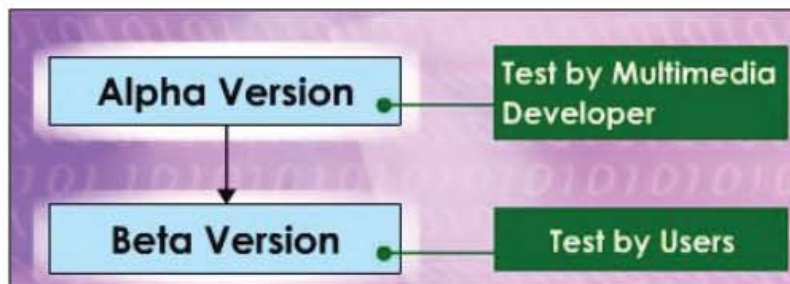 Alpha Version
Test by Multimedia
Developer
Beta Version
Test by Users